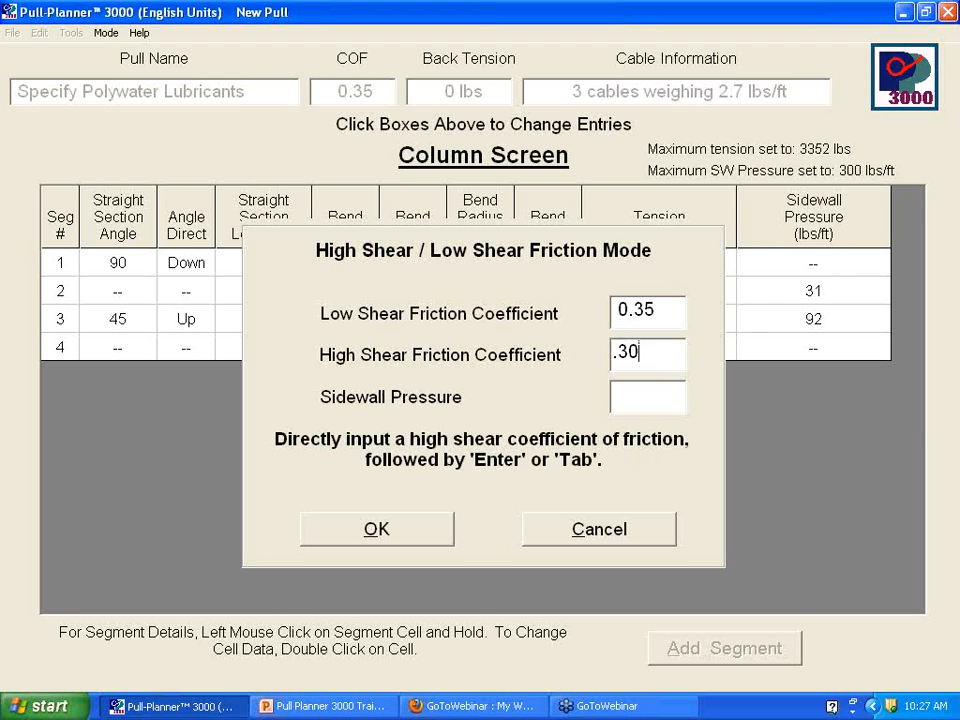 Pull-Planner™ 3000 (English Units)   New Pull
File Edit Tools Mode Help
Pull Name COF Back Tension Cable Information
Specify Polywater Lubricants 0.35 0 lbs 3 cables weighing 2.7 lbs/ft
3000
Click Boxes Above to Change Entries
Column Screen
Maximum tension set to: 3352 lbs
Maximum SW Pressure set to: 300 lbs/ft
Seg # Straight Section Angle Angle Direct Straight Section Bend Bend Bend Radius Bend Tension Sidewall Pressure (lbs/ft)
1 90 Down --
2 -- -- 31
3 45 Up 92
4 -- -- --
High Shear / Low Shear Friction Mode
Low Shear Friction Coefficient 0.35
High Shear Friction Coefficient .30
Sidewall Pressure
Directly input a high shear coefficient of friction,
followed by 'Enter' or 'Tab'.
OK Cancel
For Segment Details, Left Mouse Click on Segment Cell and Hold. To Change
Cell Data, Double Click on Cell.
Add Segment
start Pull-Planner™ 3000 (... Pull Planner 3000 Trai... GoToWebinar : My W... GoToWebinar 10:27 AM